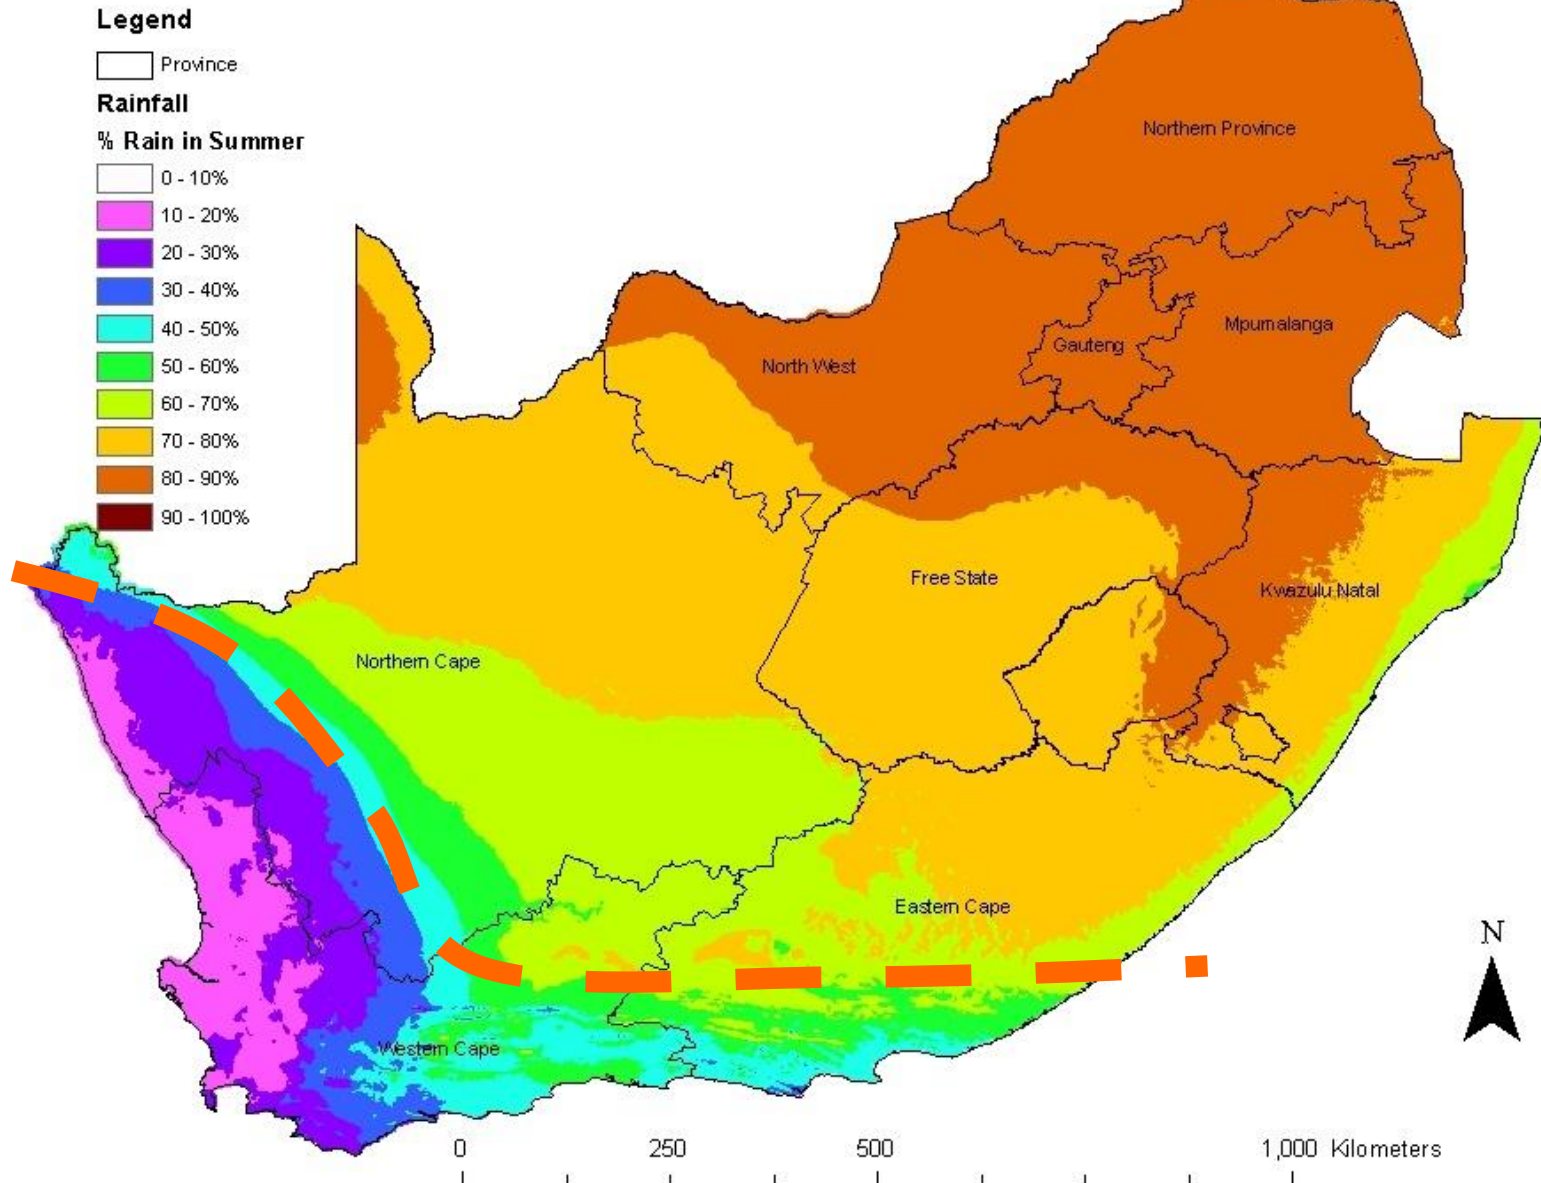 Legend
Province
Rainfall
% Rain in Summer
0 - 10%
10 - 20%
20 - 30%
30 - 40%
40 - 50%
50 - 60%
60 - 70%
70 - 80%
80 - 90%
90 - 100%
Northern Province
Mpumalanga
Gauteng
North West
Free State
Kwazulu Natal
Northern Cape
Eastern Cape
Western Cape
N
0 250 500 1,000 Kilometers